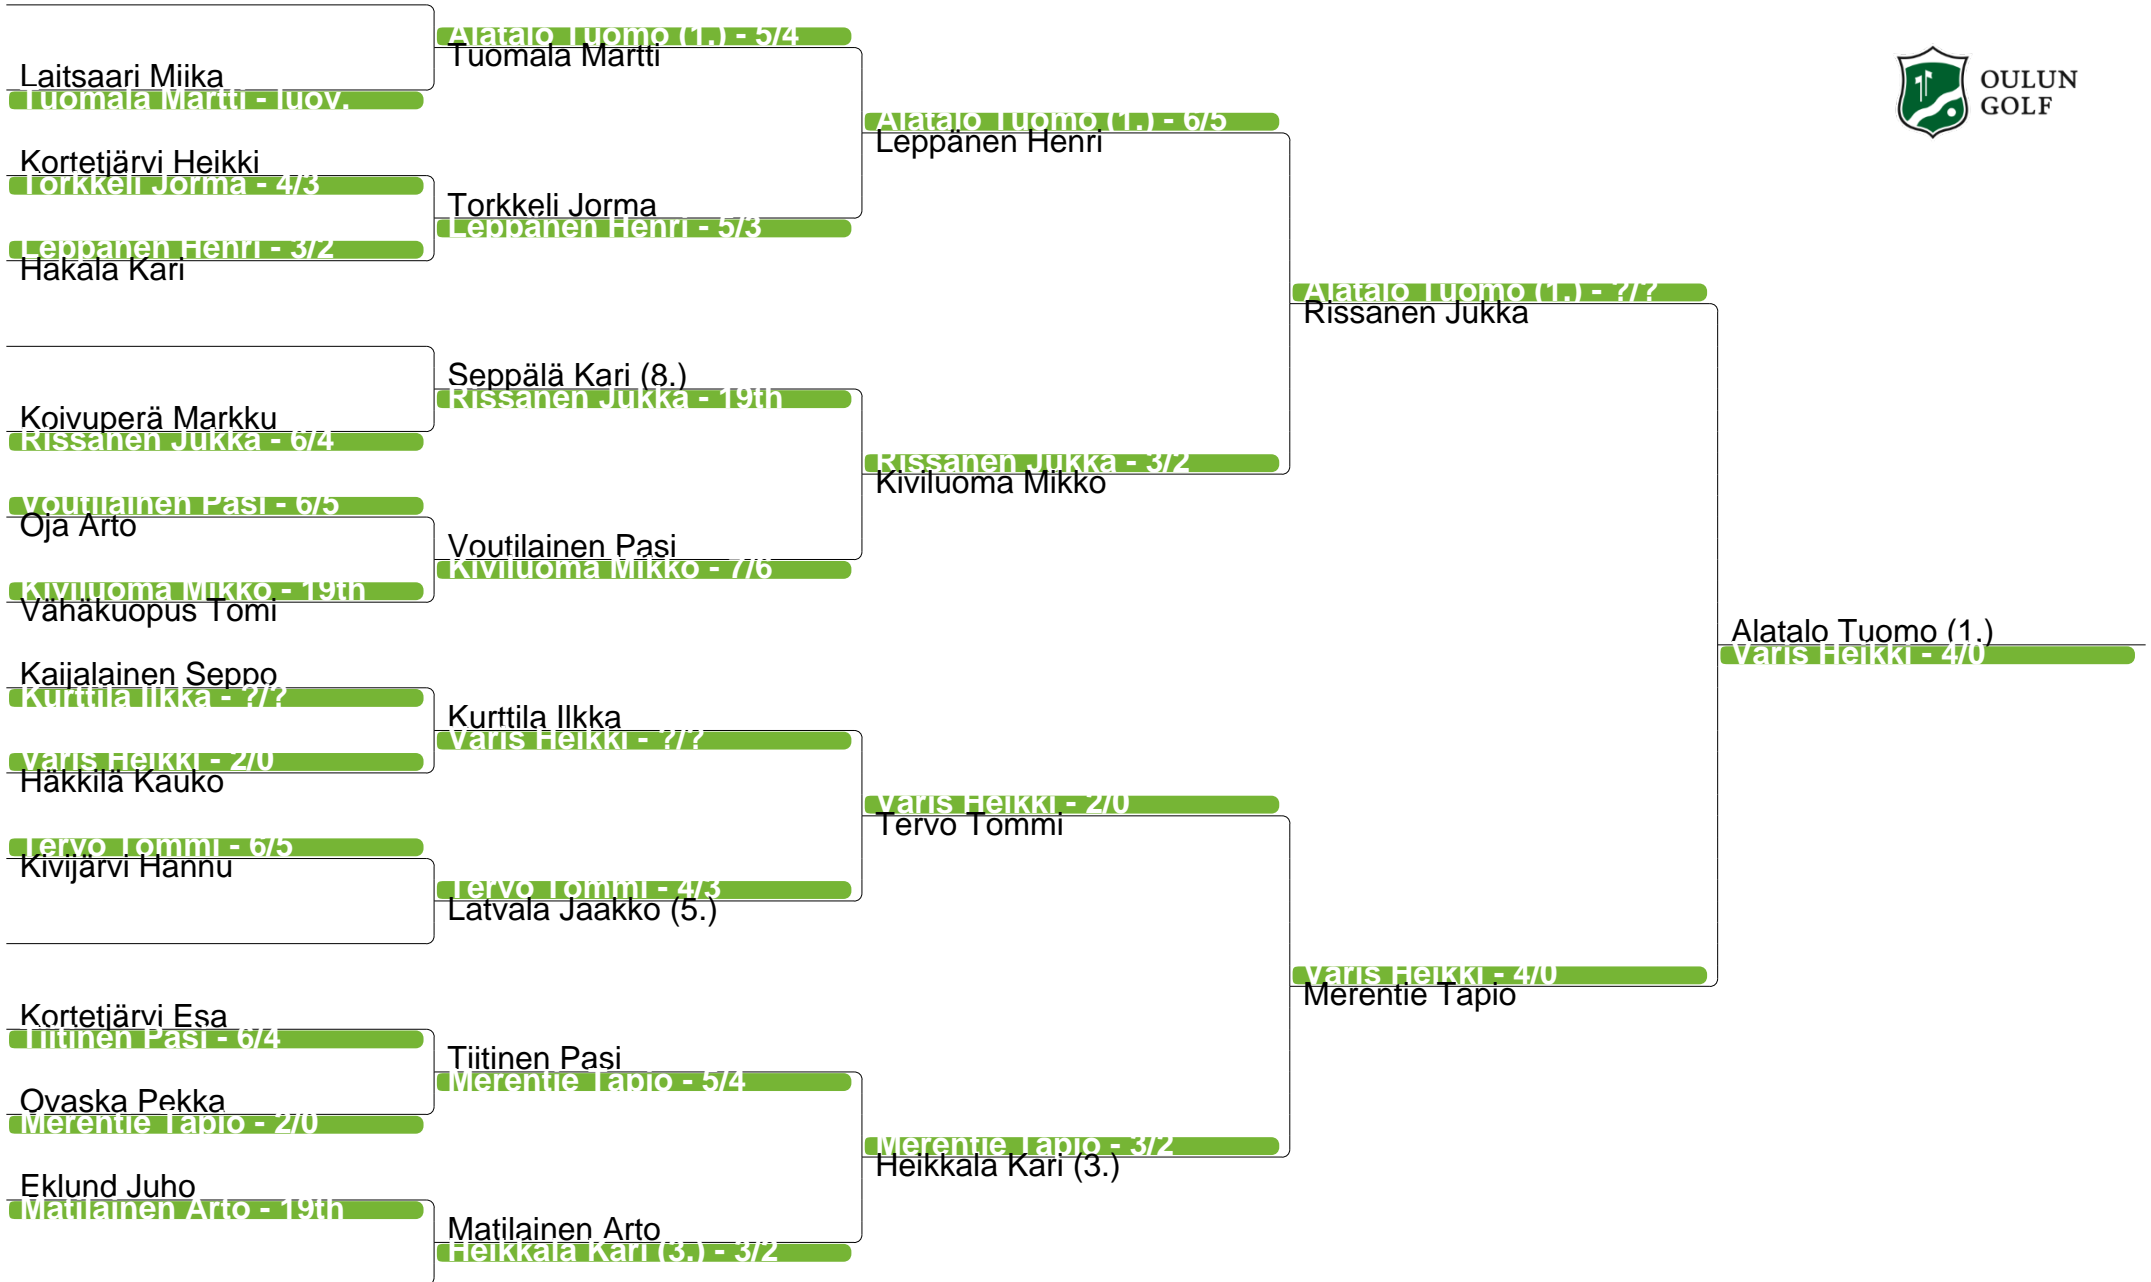 Laitsaari Miika
Tuomala Martti - luov.
Kortetjärvi Heikki
Torkkeli Jorma - 4/3
Leppänen Henri - 3/2
Hakala Kari
Koivuperä Markku
Rissanen Jukka - 6/4
Voutilainen Pasi - 6/5
Oja Arto
Kiviluoma Mikko - 19th
Vähäkuopus Tomi
Kaijalainen Seppo
Kurttila Ilkka - ?/?
Varis Heikki - 2/0
Häkkilä Kauko
Tervo Tommi - 6/5
Kivijärvi Hannu
Kortetjärvi Esa
Tiitinen Pasi - 6/4
Ovaska Pekka
Merentie Tapio - 2/0
Eklund Juho
Matilainen Arto - 19th
Alatalo Tuomo (1.) - 5/4
Tuomala Martti
Torkkeli Jorma
Leppänen Henri - 5/3
Seppälä Kari (8.)
Rissanen Jukka - 19th
Voutilainen Pasi
Kiviluoma Mikko - 7/6
Kurttila Ilkka
Varis Heikki - ?/?
Tervo Tommi - 4/3
Latvala Jaakko (5.)
Tiitinen Pasi
Merentie Tapio - 5/4
Matilainen Arto
Heikkala Kari (3.) - 3/2
Alatalo Tuomo (1.) - 6/5
Leppänen Henri
Rissanen Jukka - 3/2
Kiviluoma Mikko
Varis Heikki - 2/0
Tervo Tommi
Merentie Tapio - 3/2
Heikkala Kari (3.)
Alatalo Tuomo (1.) - ?/?
Rissanen Jukka
Varis Heikki - 4/0
Merentie Tapio
Alatalo Tuomo (1.)
Varis Heikki - 4/0
OULUN
GOLF